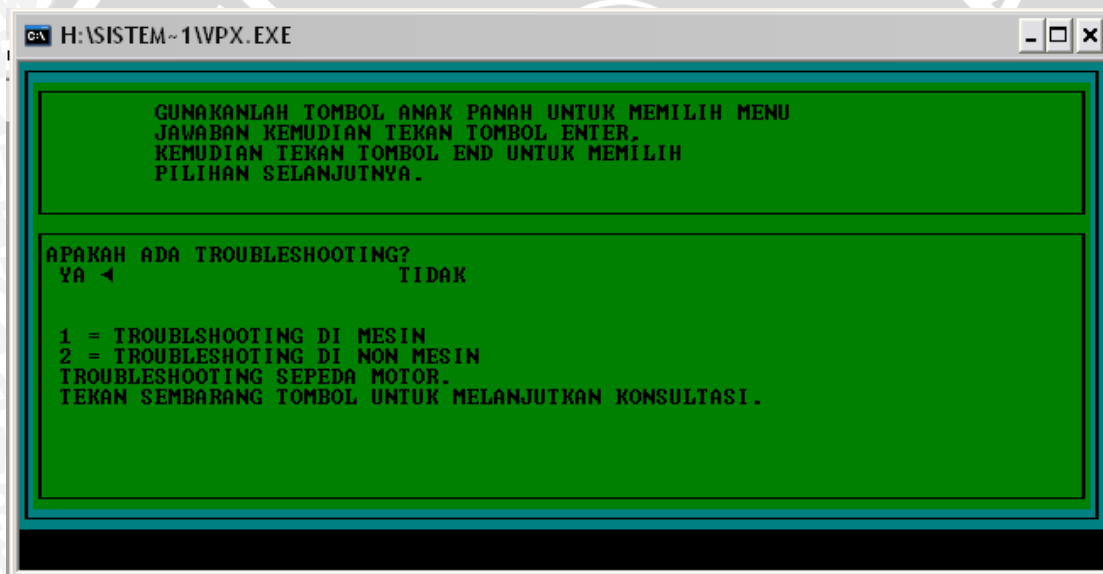 H:\SISTEM~1\VPX.EXE
GUNAKANLAH TOMBOL ANAK PANAH UNTUK MEMILIH MENU
JAWABAN KEMUDIAN TEKAN TOMBOL ENTER,
KEMUDIAN TEKAN TOMBOL END UNTUK MEMILIH
PILIHAN SELANJUTNYA.
APAKAH ADA TROUBLESHOOTING?
YA ◄ TIDAK
1 = TROUBLSHOOTING DI MESIN
2 = TROUBLESHOTING DI NON MESIN
TROUBLESHOOTING SEPEDA MOTOR.
TEKAN SEMBARANG TOMBOL UNTUK MELANJUTKAN KONSULTASI.